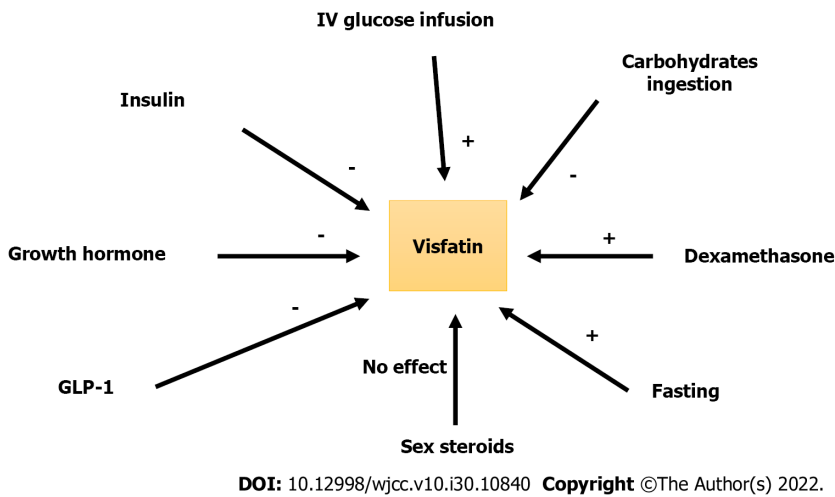 IV glucose infusion
Carbohydrates
ingestion
Insulin
+
-
-
Growth hormone
-
Visfatin
+
Dexamethasone
GLP-1
-
+
No effect
Fasting
Sex steroids
DOI: 10.12998/wjcc.v10.i30.10840 Copyright ©The Author(s) 2022.